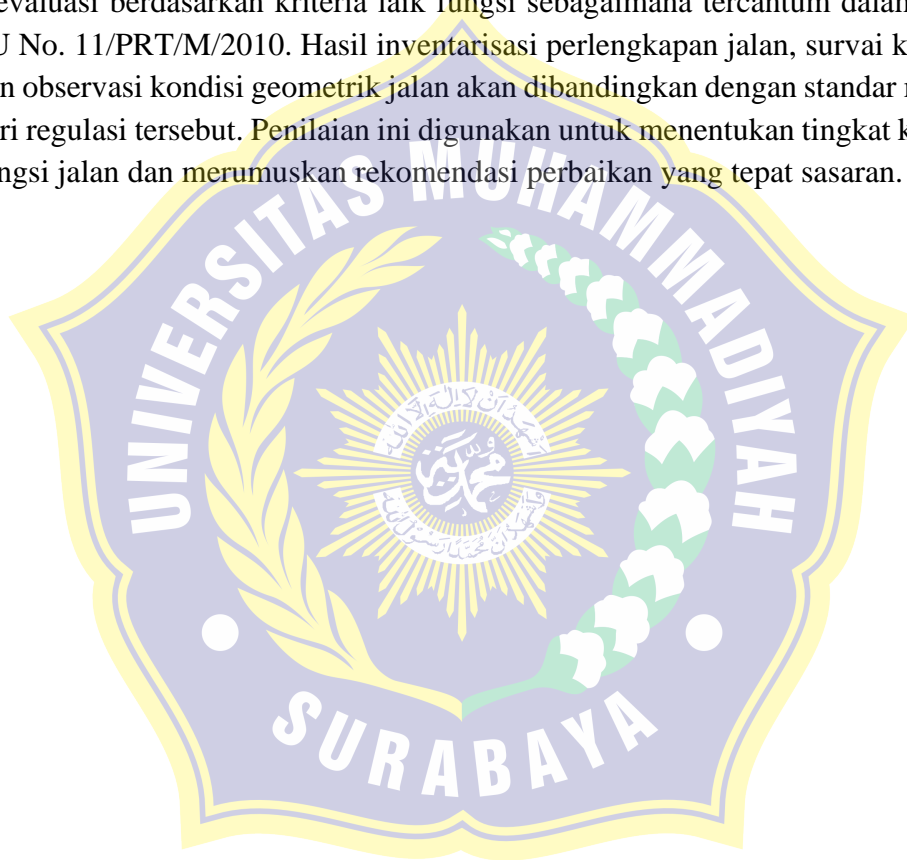 evaluasi berdasarkan kriteria laik fungsi sebagaimana tercantum dalam
No. 11/PRT/M/2010. Hasil inventarisasi perlengkapan jalan, survai
observasi kondisi geometrik jalan akan dibandingkan dengan standar
regulasi tersebut. Penilaian ini digunakan untuk menentukan tingkat
jalan dan merumuskan rekomendasi perbaikan yang tepat sasaran.
UNIVERSITAS MUHAMMADIYAH
SURABAYA